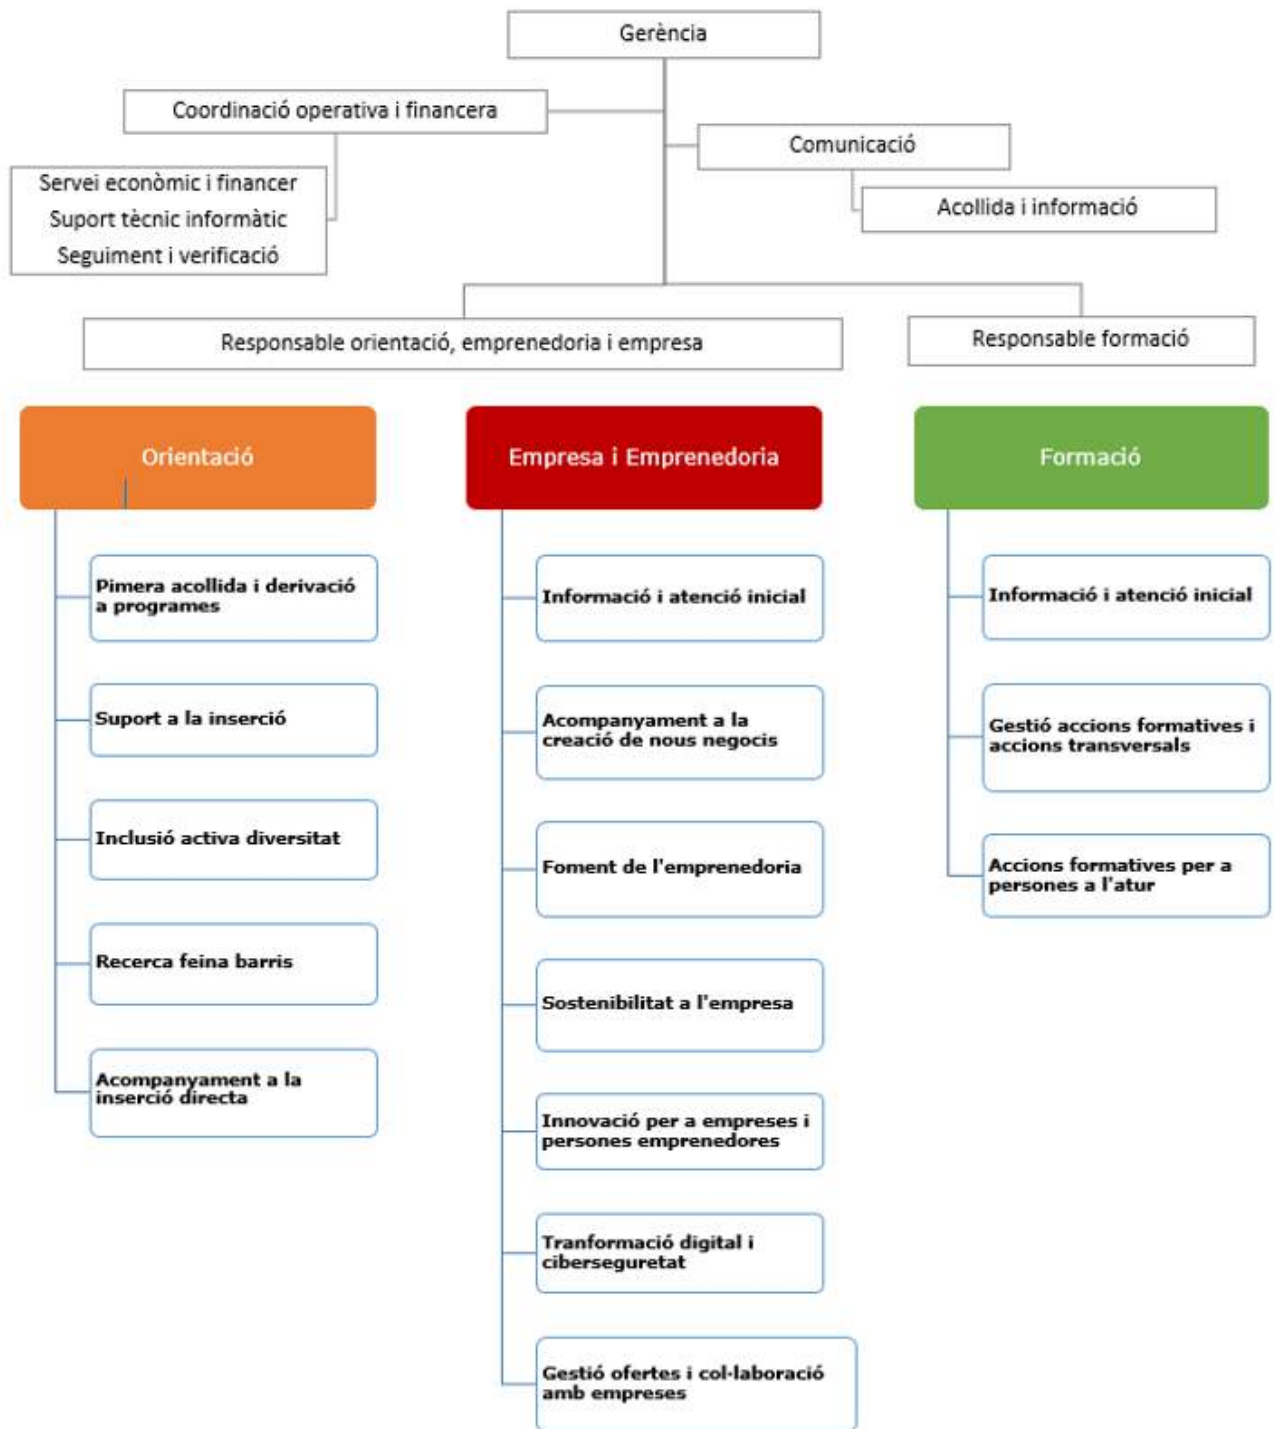 Gerència
Coordinació operativa i financera
Comunicació
Servei econòmic i financer
Suport tècnic informàtic
Seguiment i verificació
Acollida i informació
Responsable orientació, emprenedoria i empresa
Responsable formació
Orientació
Pimera acollida i derivació
a programes
Suport a la inserció
Inclusió activa diversitat
Recerca feina barris
Acompanyament a la
inserció directa
Empresa i Emprenedoria
Informació i atenció inicial
Acompanyament a la
creació de nous negocis
Foment de l'emprenedoria
Sostenibilitat a l'empresa
Innovació per a empreses i
persones emprenedores
Tranformació digital i
ciberseguretat
Gestió ofertes i col·laboració
amb empreses
Formació
Informació i atenció inicial
Gestió accions formatives i
accions transversals
Accions formatives per a
persones a l'atur